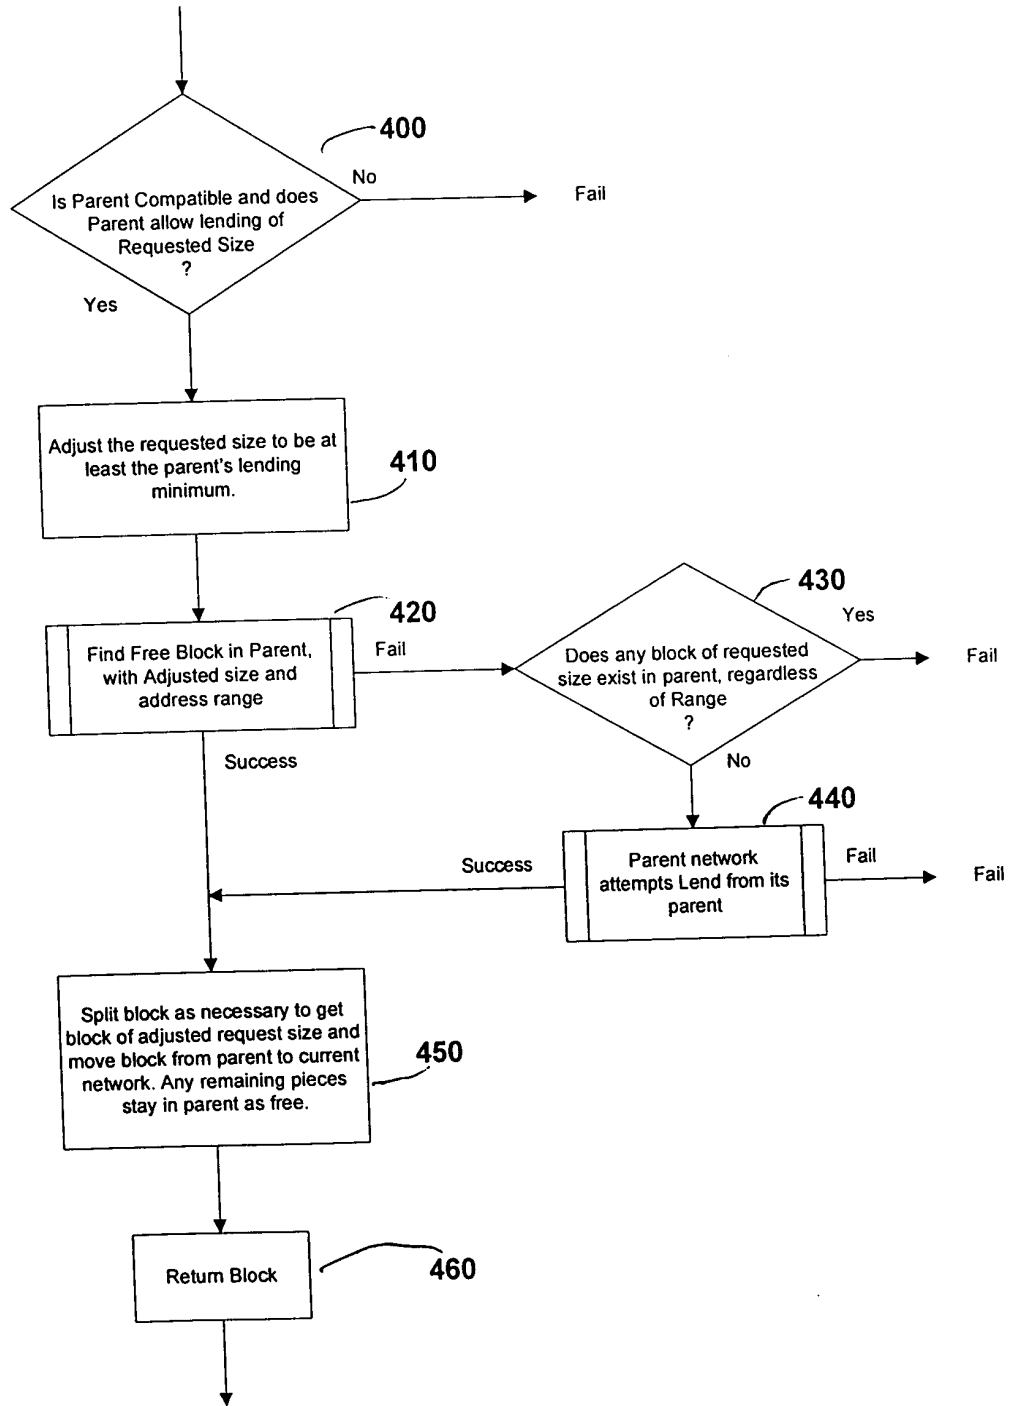 400
No
Fail
Is Parent Compatible and does
Parent allow lending of
Requested Size
?
Yes
Adjust the requested size to be at
least the parent's lending
minimum.
410
420
Find Free Block in Parent,
with Adjusted size and
address range
Fail
430
Yes
Does any block of requested
size exist in parent, regardless
of Range
?
Fail
No
Success
440
Parent network
attempts Lend from its
parent
Success
Fail
Fail
Split block as necessary to get
block of adjusted request size and
move block from parent to current
network. Any remaining pieces
stay in parent as free.
450
Return Block
460